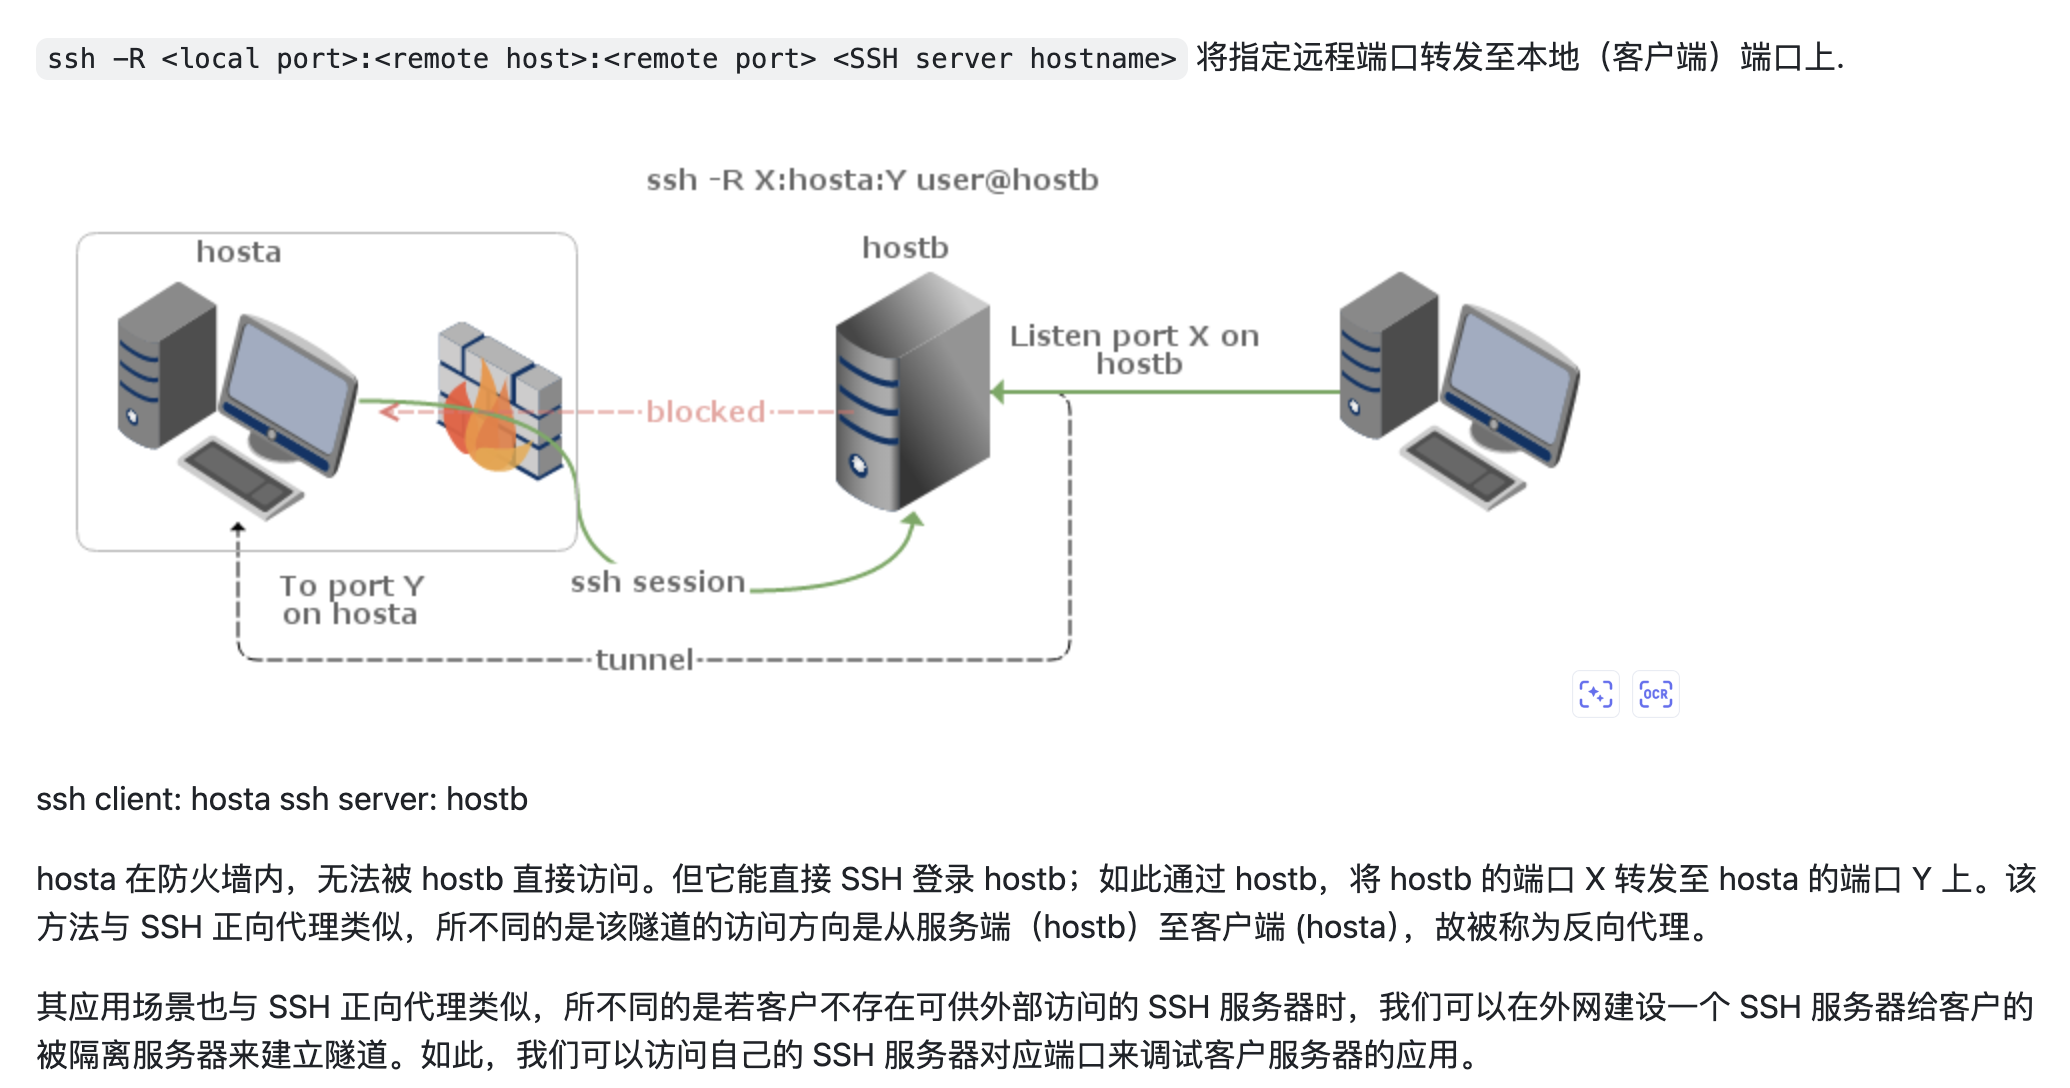 ssh -R <local port>:<remote host>:<remote port> <SSH server hostname> 将指定远程端口转发至本地（客户端）端口上.
ssh -R X:hosta:Y user@hostb
hosta
hostb
Listen port X on
hostb
blocked
To port Y
on hosta
ssh session
tunnel
OCR
ssh client: hosta ssh server: hostb
hosta 在防火墙内，无法被 hostb 直接访问。但它能直接 SSH 登录 hostb；如此通过 hostb，将 hostb 的端口 X 转发至 hosta 的端口 Y 上。该
方法与 SSH 正向代理类似，所不同的是该隧道的访问方向是从服务端（hostb）至客户端 (hosta)，故被称为反向代理。
其应用场景也与 SSH 正向代理类似，所不同的是若客户不存在可供外部访问的 SSH 服务器时，我们可以在外网建设一个 SSH 服务器给客户的
被隔离服务器来建立隧道。如此，我们可以访问自己的 SSH 服务器对应端口来调试客户服务器的应用。